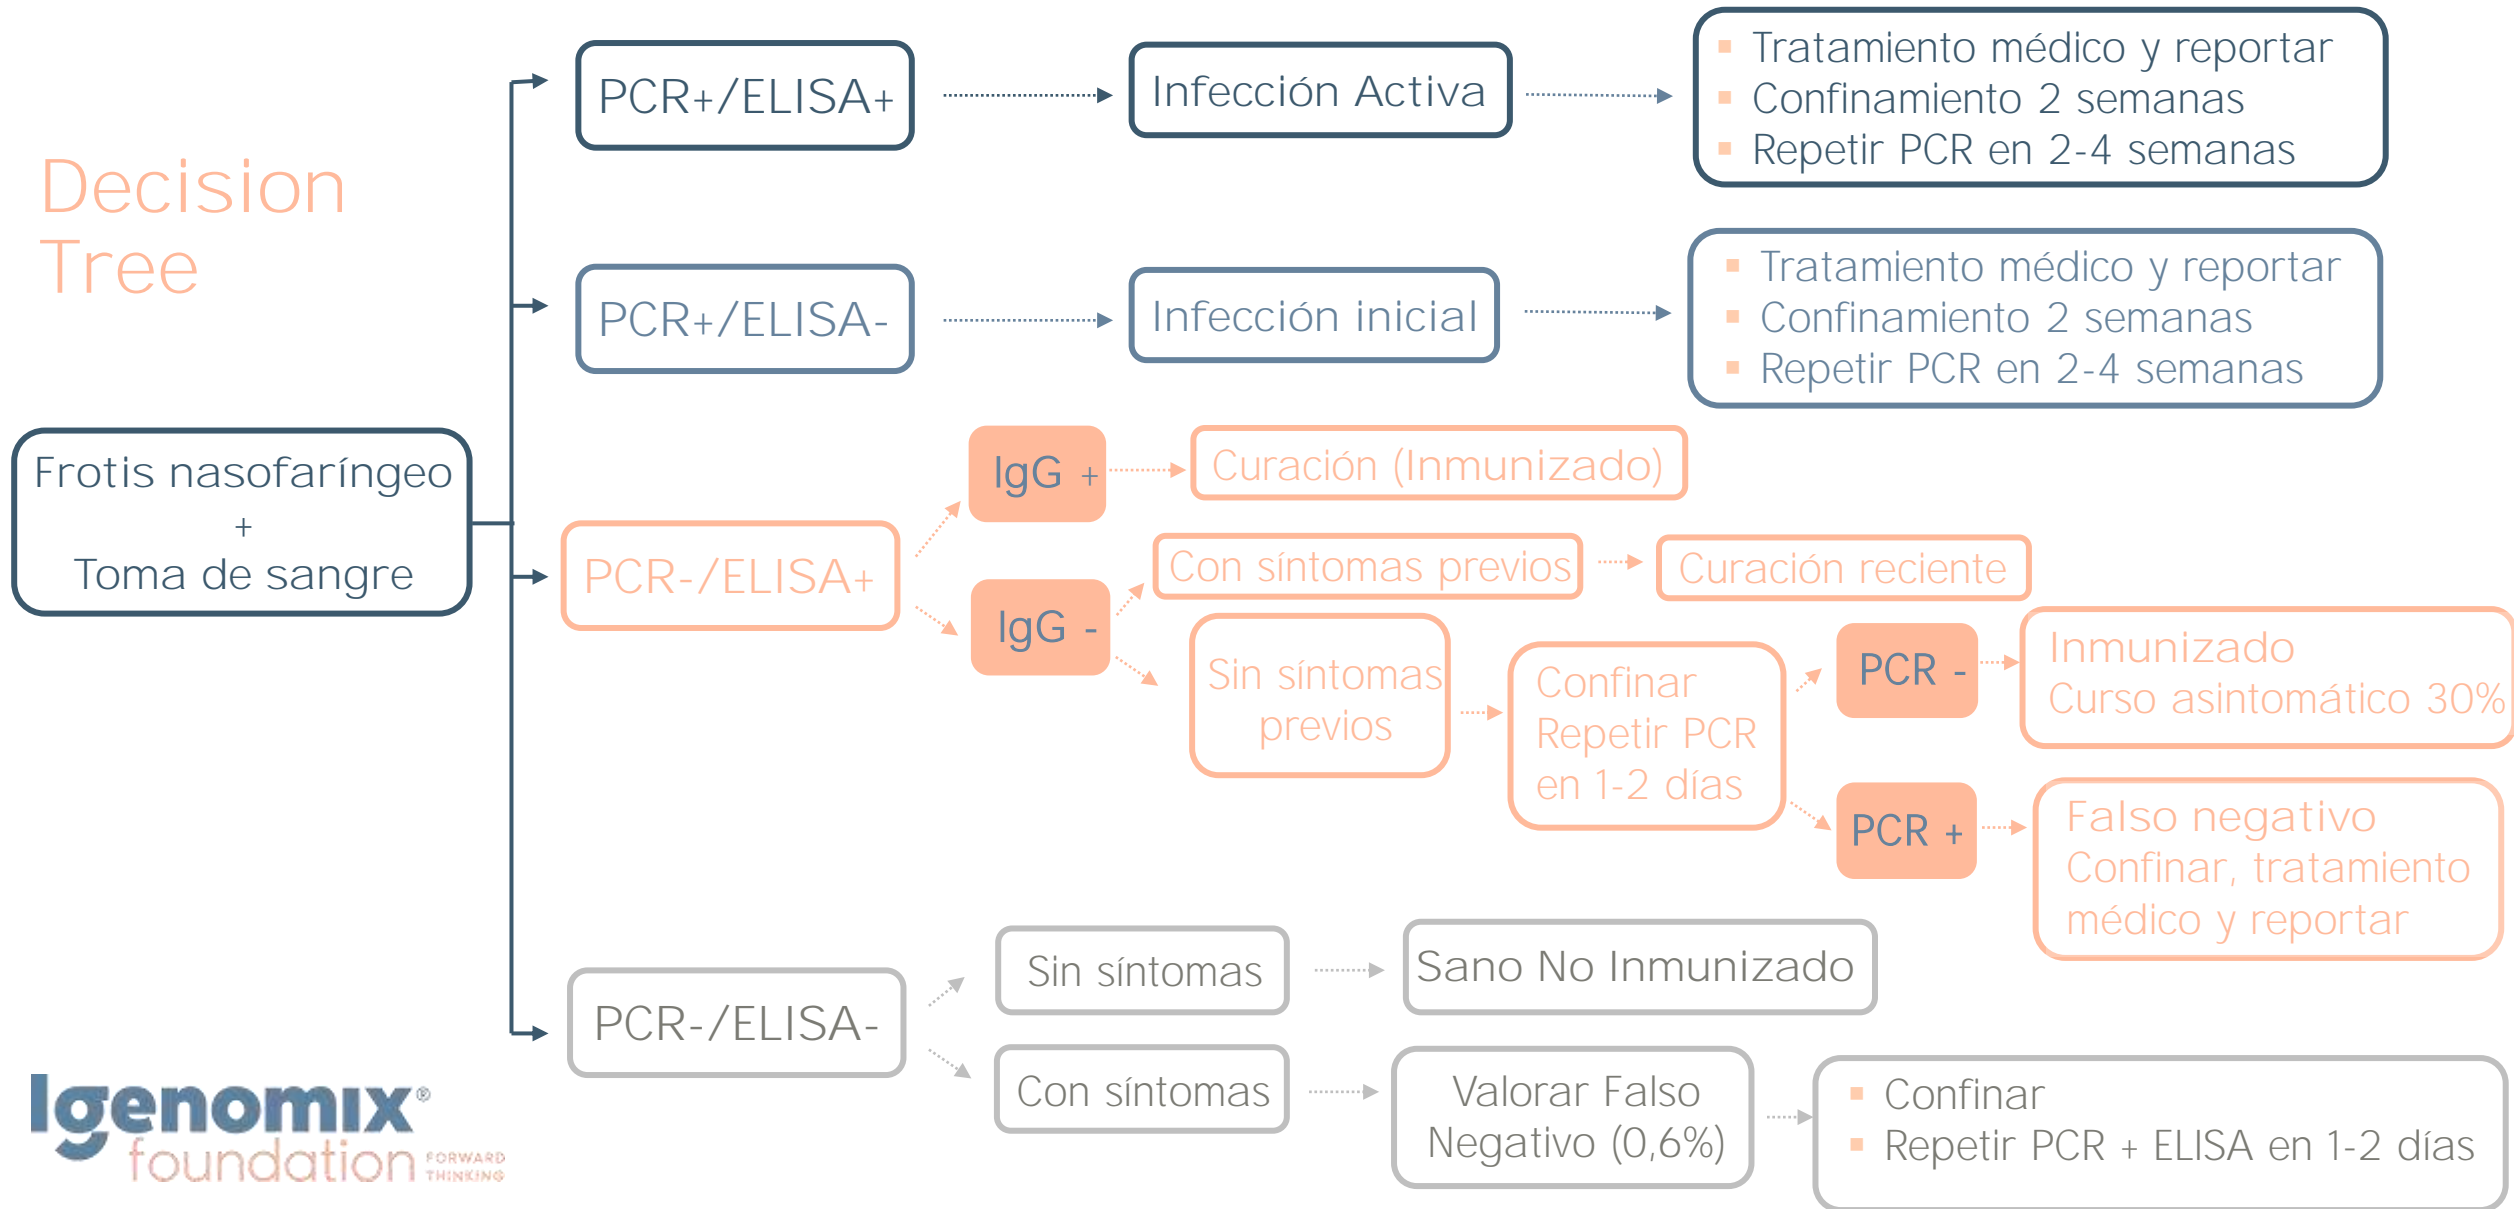 Decision
Tree
Frotis nasofaríngeo
+
Toma de sangre
PCR+/ELISA+
Infección Activa
Tratamiento médico y reportar
Confinamiento 2 semanas
Repetir PCR en 2-4 semanas
PCR+/ELISA-
Infección inicial
Tratamiento médico y reportar
Confinamiento 2 semanas
Repetir PCR en 2-4 semanas
PCR-/ELISA+
IgG +
Curación (Inmunizado)
IgG -
Con síntomas previos
Curación reciente
Sin síntomas
previos
Confinar
Repetir PCR
en 1-2 días
PCR -
Inmunizado
Curso asintomático 30%
PCR +
Falso negativo
Confinar, tratamiento
médico y reportar
PCR-/ELISA-
Sin síntomas
Sano No Inmunizado
Con síntomas
Valorar Falso
Negativo (0,6%)
Confinar
Repetir PCR + ELISA en 1-2 días
Igenomix®
foundation
FORWARD
THINKING